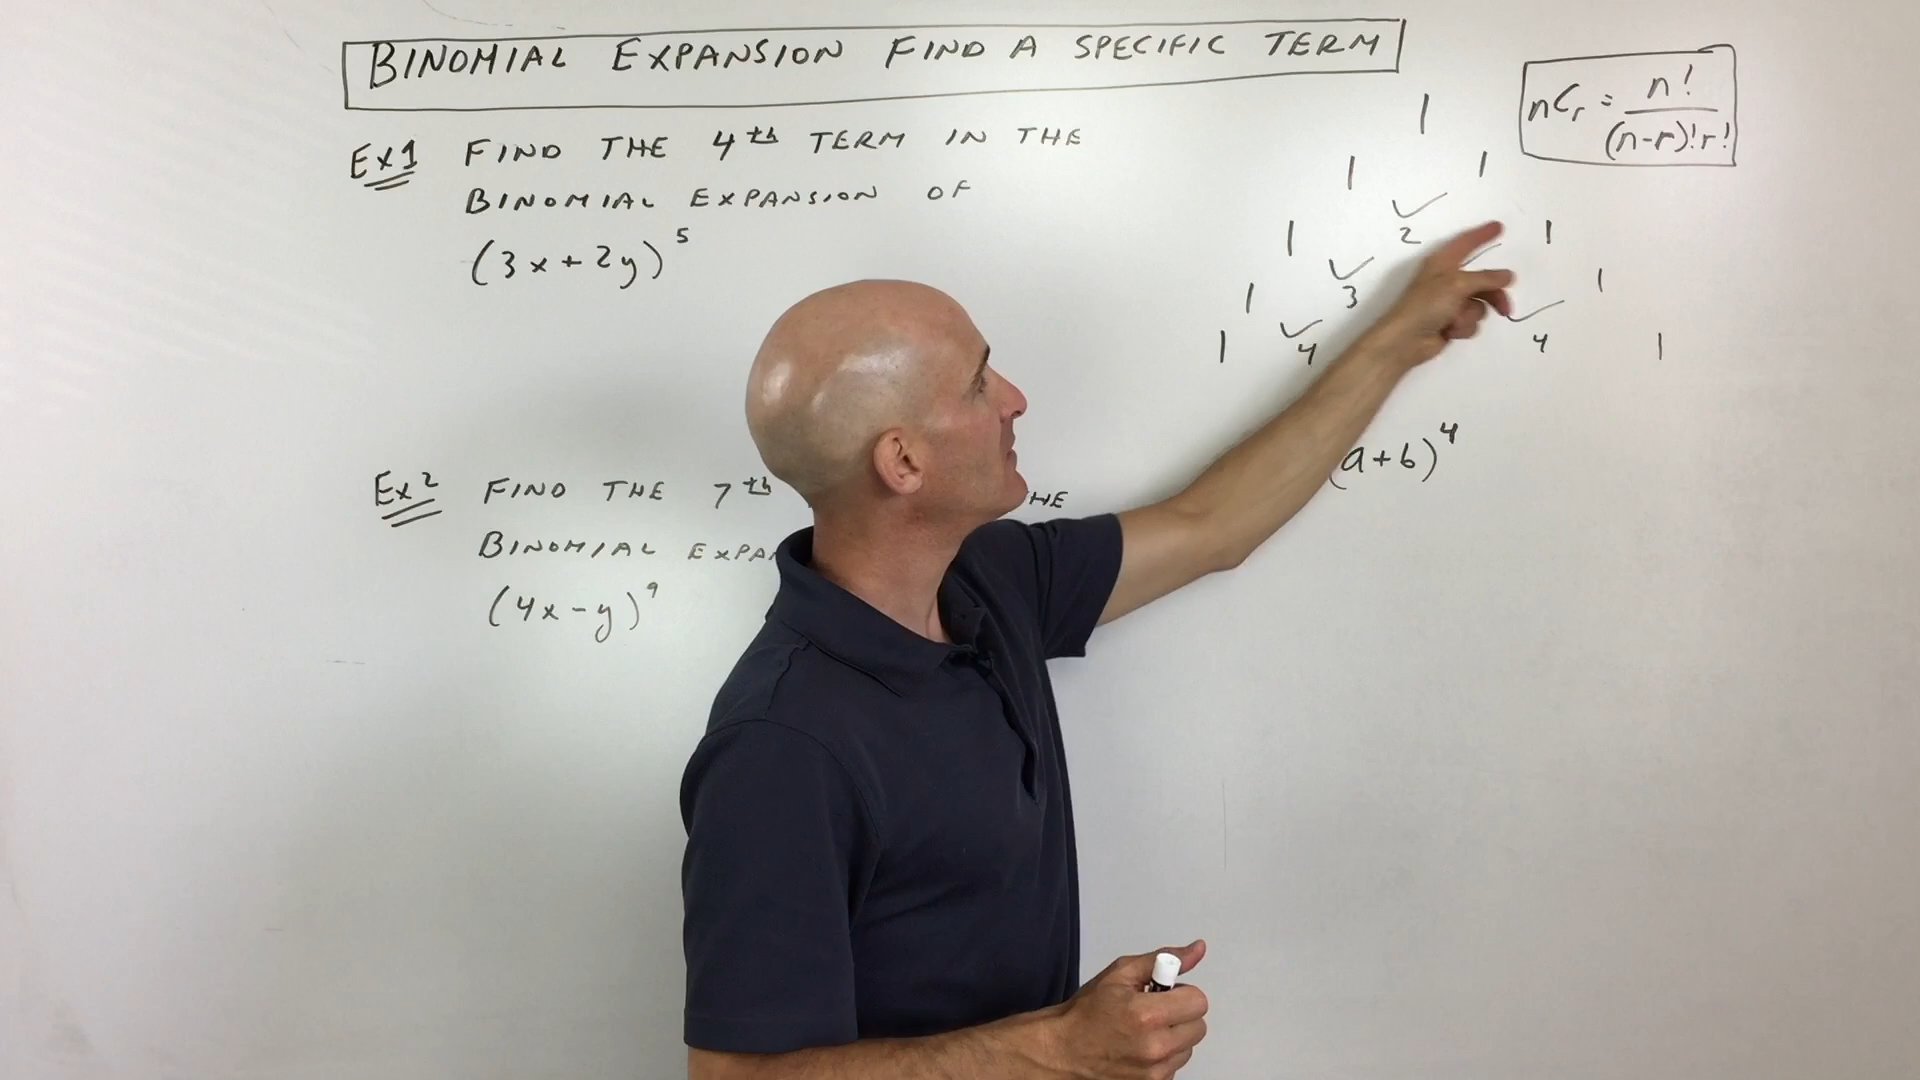 BINOMIAL EXPANSION FIND A SPECIFIC TERM
Ex1 FIND THE 4th TERM IN THE
BINOMIAL EXPANSION OF
(3x+2y)^5
Ex2 FIND THE 7th HE
BINOMIAL EXPA
(4x-y)^9
nCr = n! / (n-r)!r!
1
1 1
1 2 1
1 3 1
1 4 4 1
(a+b)^4